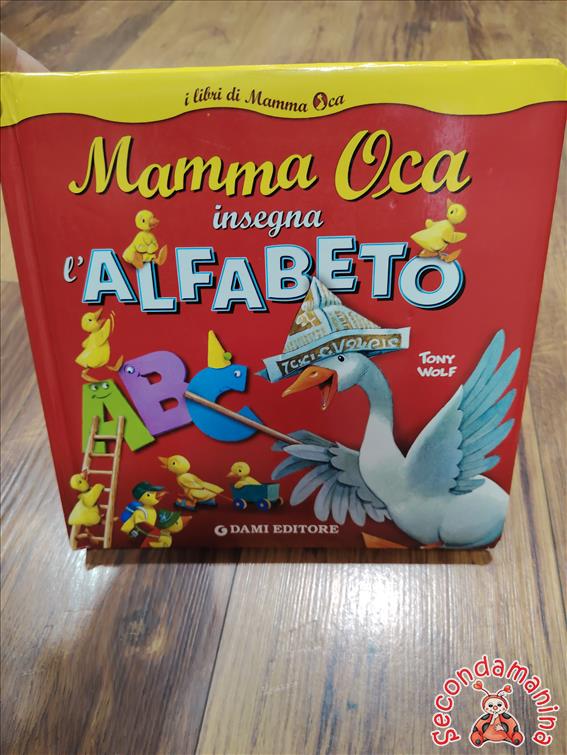 i libri di Mamma Oca
Mamma Oca
insegna
l'ALFABETO
TONY
WOLF
ABC
DAMI EDITORE
Secondamanina